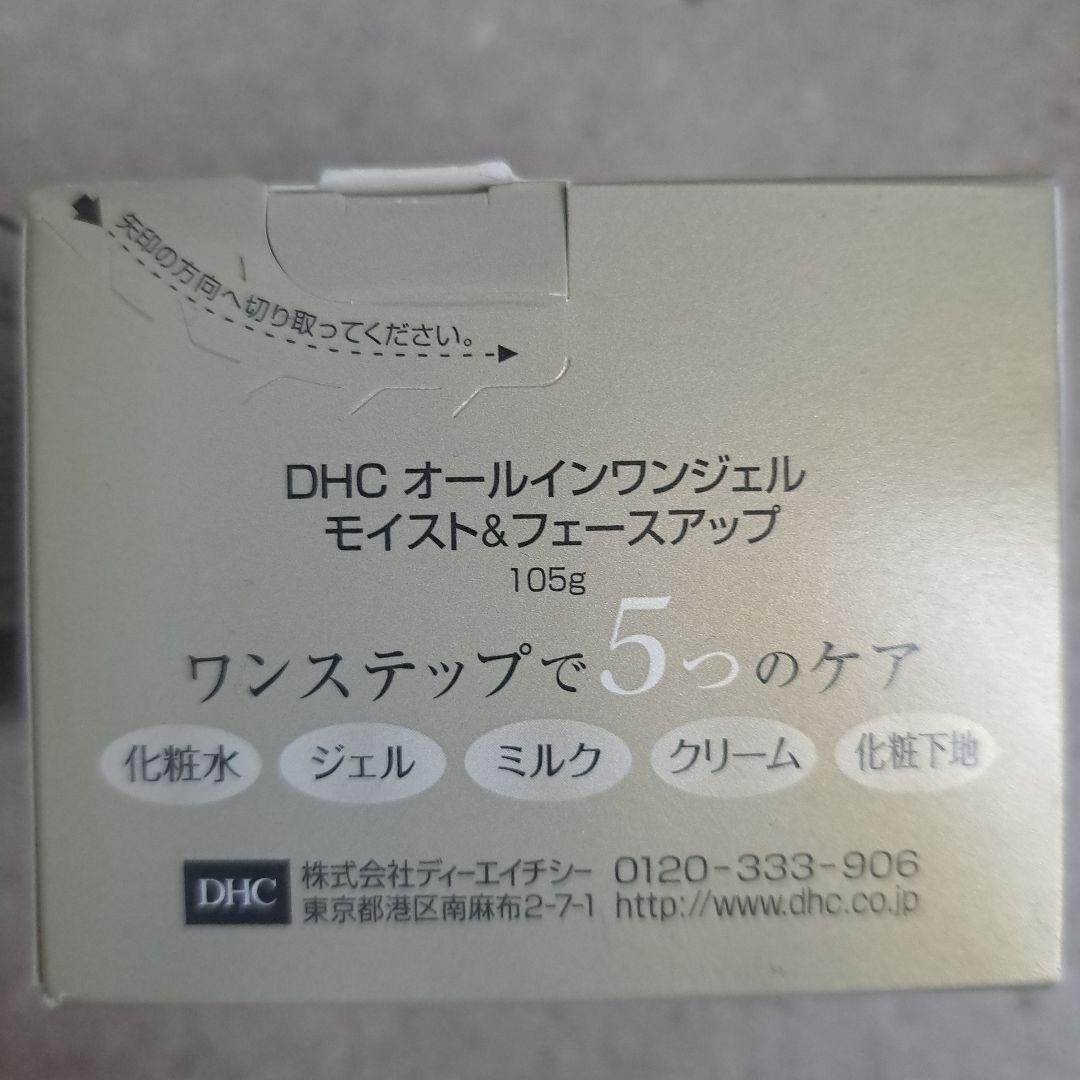 矢印の方向へ切り取ってください。
DHC オールインワンジェル
モイスト&フェースアップ
105g
ワンステップで5つのケア
化粧水 ジェル ミルク クリーム 化粧下地
DHC 株式会社ディーエイチシー 0120-333-906
東京都港区南麻布2-7-1 http://www.dhc.co.jp